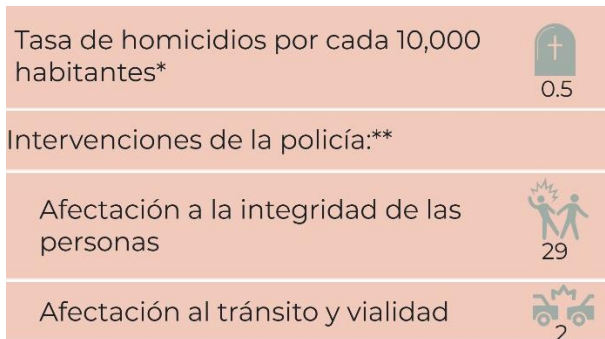 Tasa de homicidios por cada 10,000
habitantes*
0.5
Intervenciones de la policía:**
Afectación a la integridad de las
personas
29
Afectación al tránsito y vialidad
2